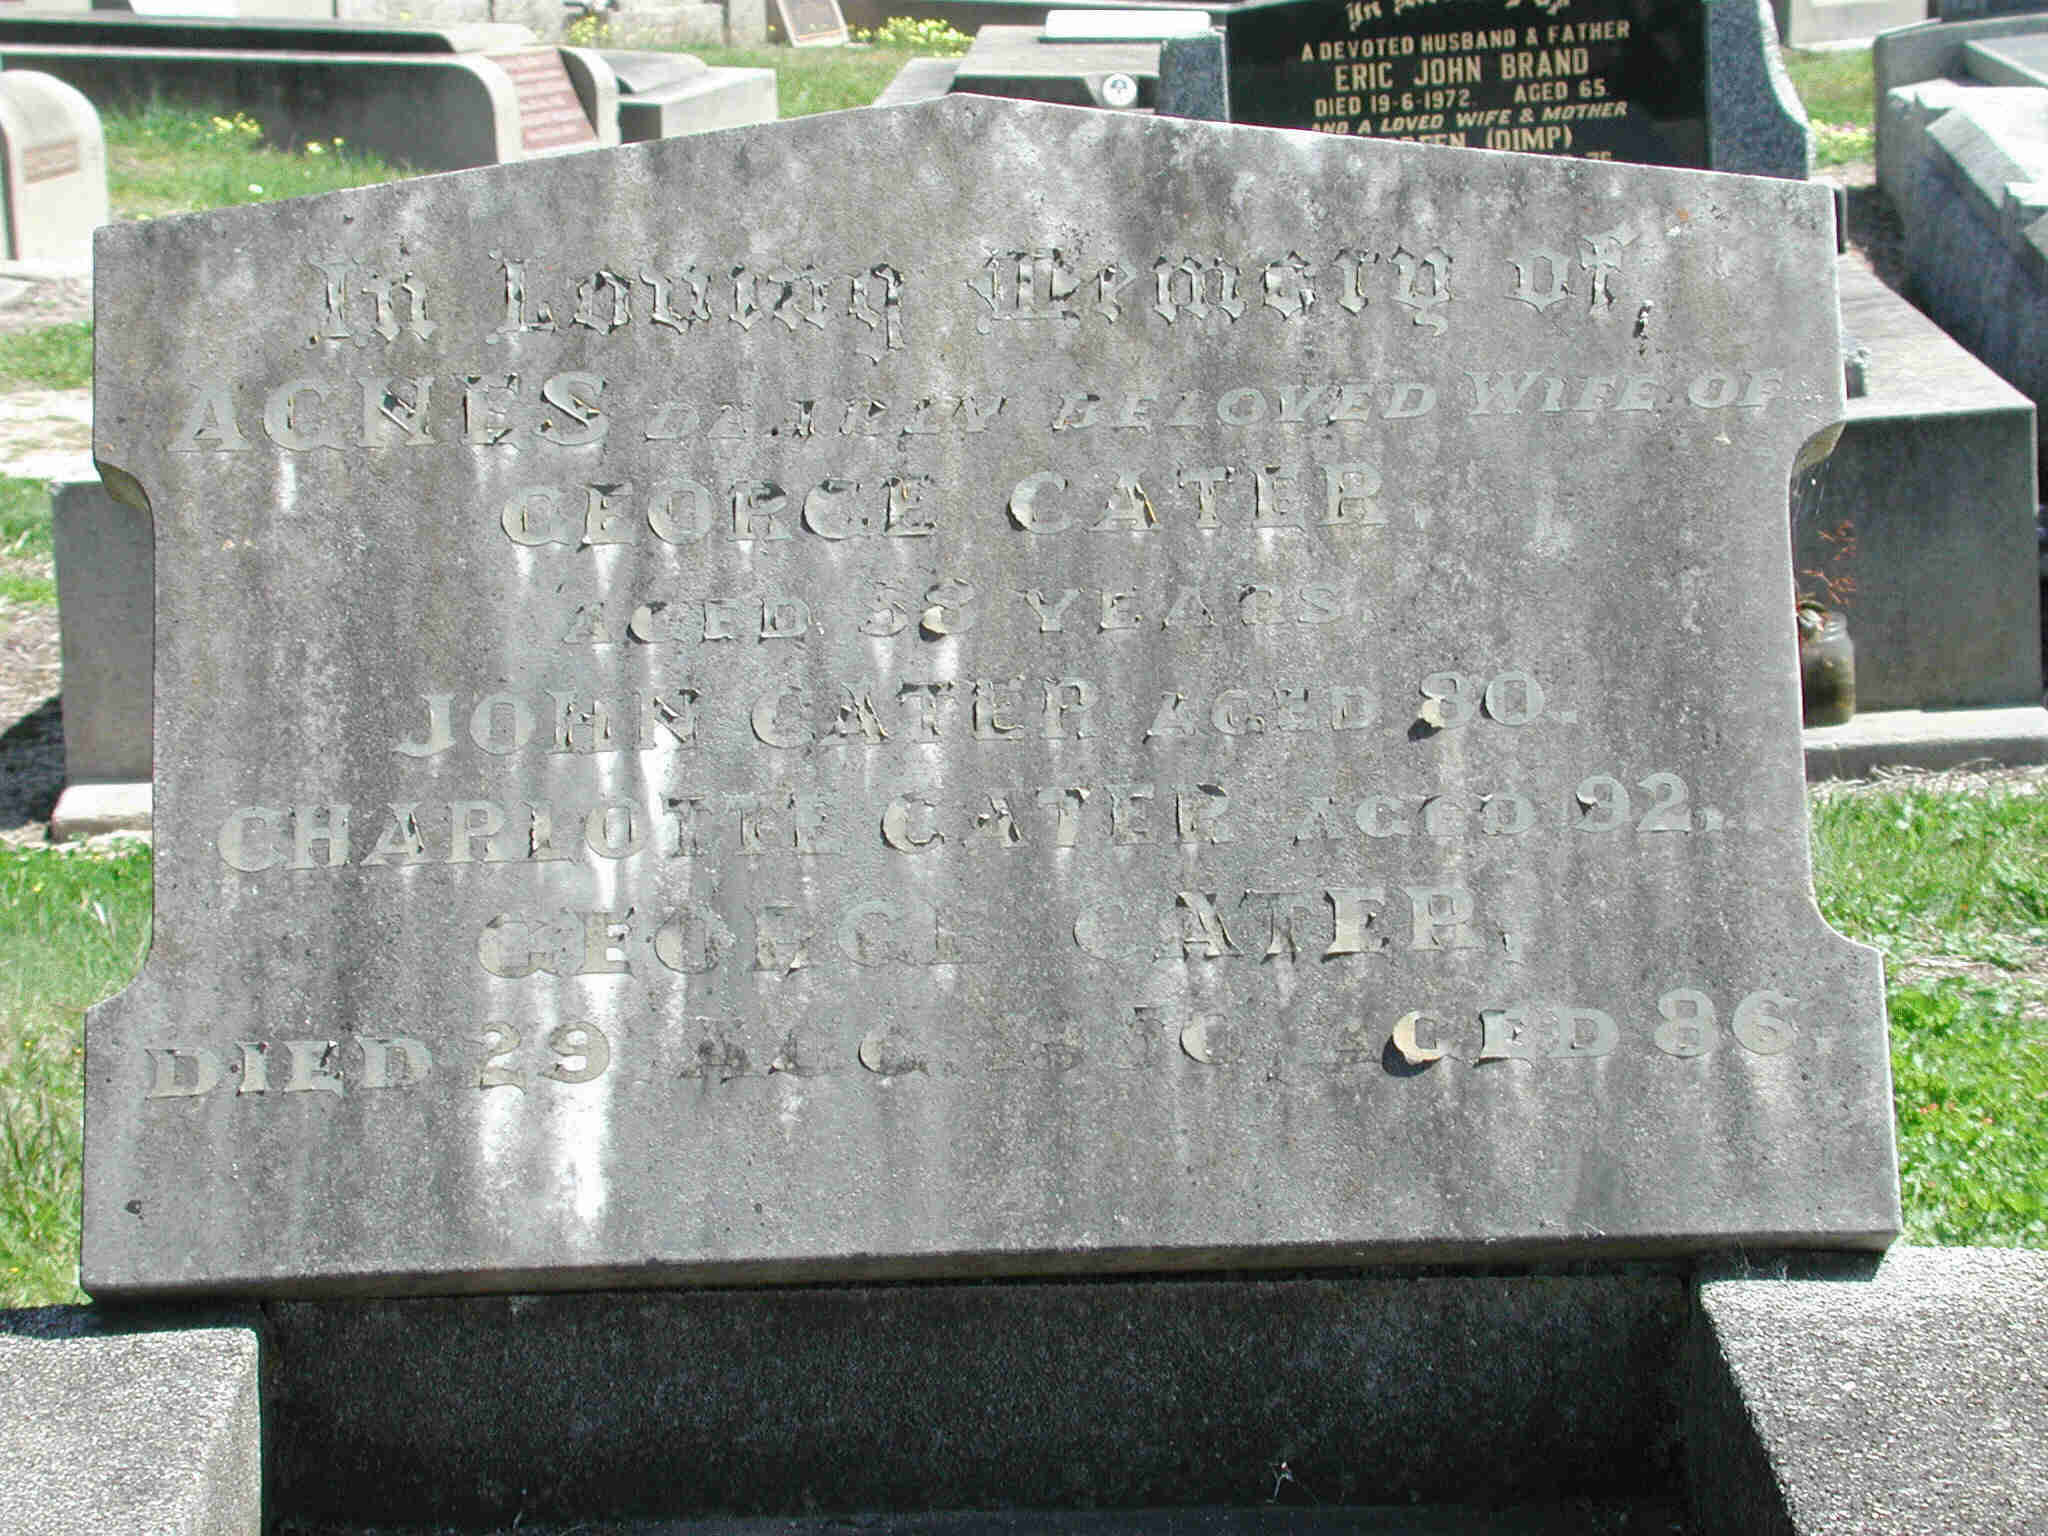 A DEVOTED HUSBAND & FATHER
ERIC JOHN BRAND
DIED 19-6-1972. AGED 65.
AND A LOVED WIFE & MOTHER
(DIMP)
In Loving Memory of,
AGNES DEARLY BELOVED WIFE OF
GEORGE CATER.
AGED YEARS.
JOHN CATER AGED 80.
CHARLOTTE CATER AGED 92.
GEORGE CATER,
DIED 29 AUG. AGED 86.